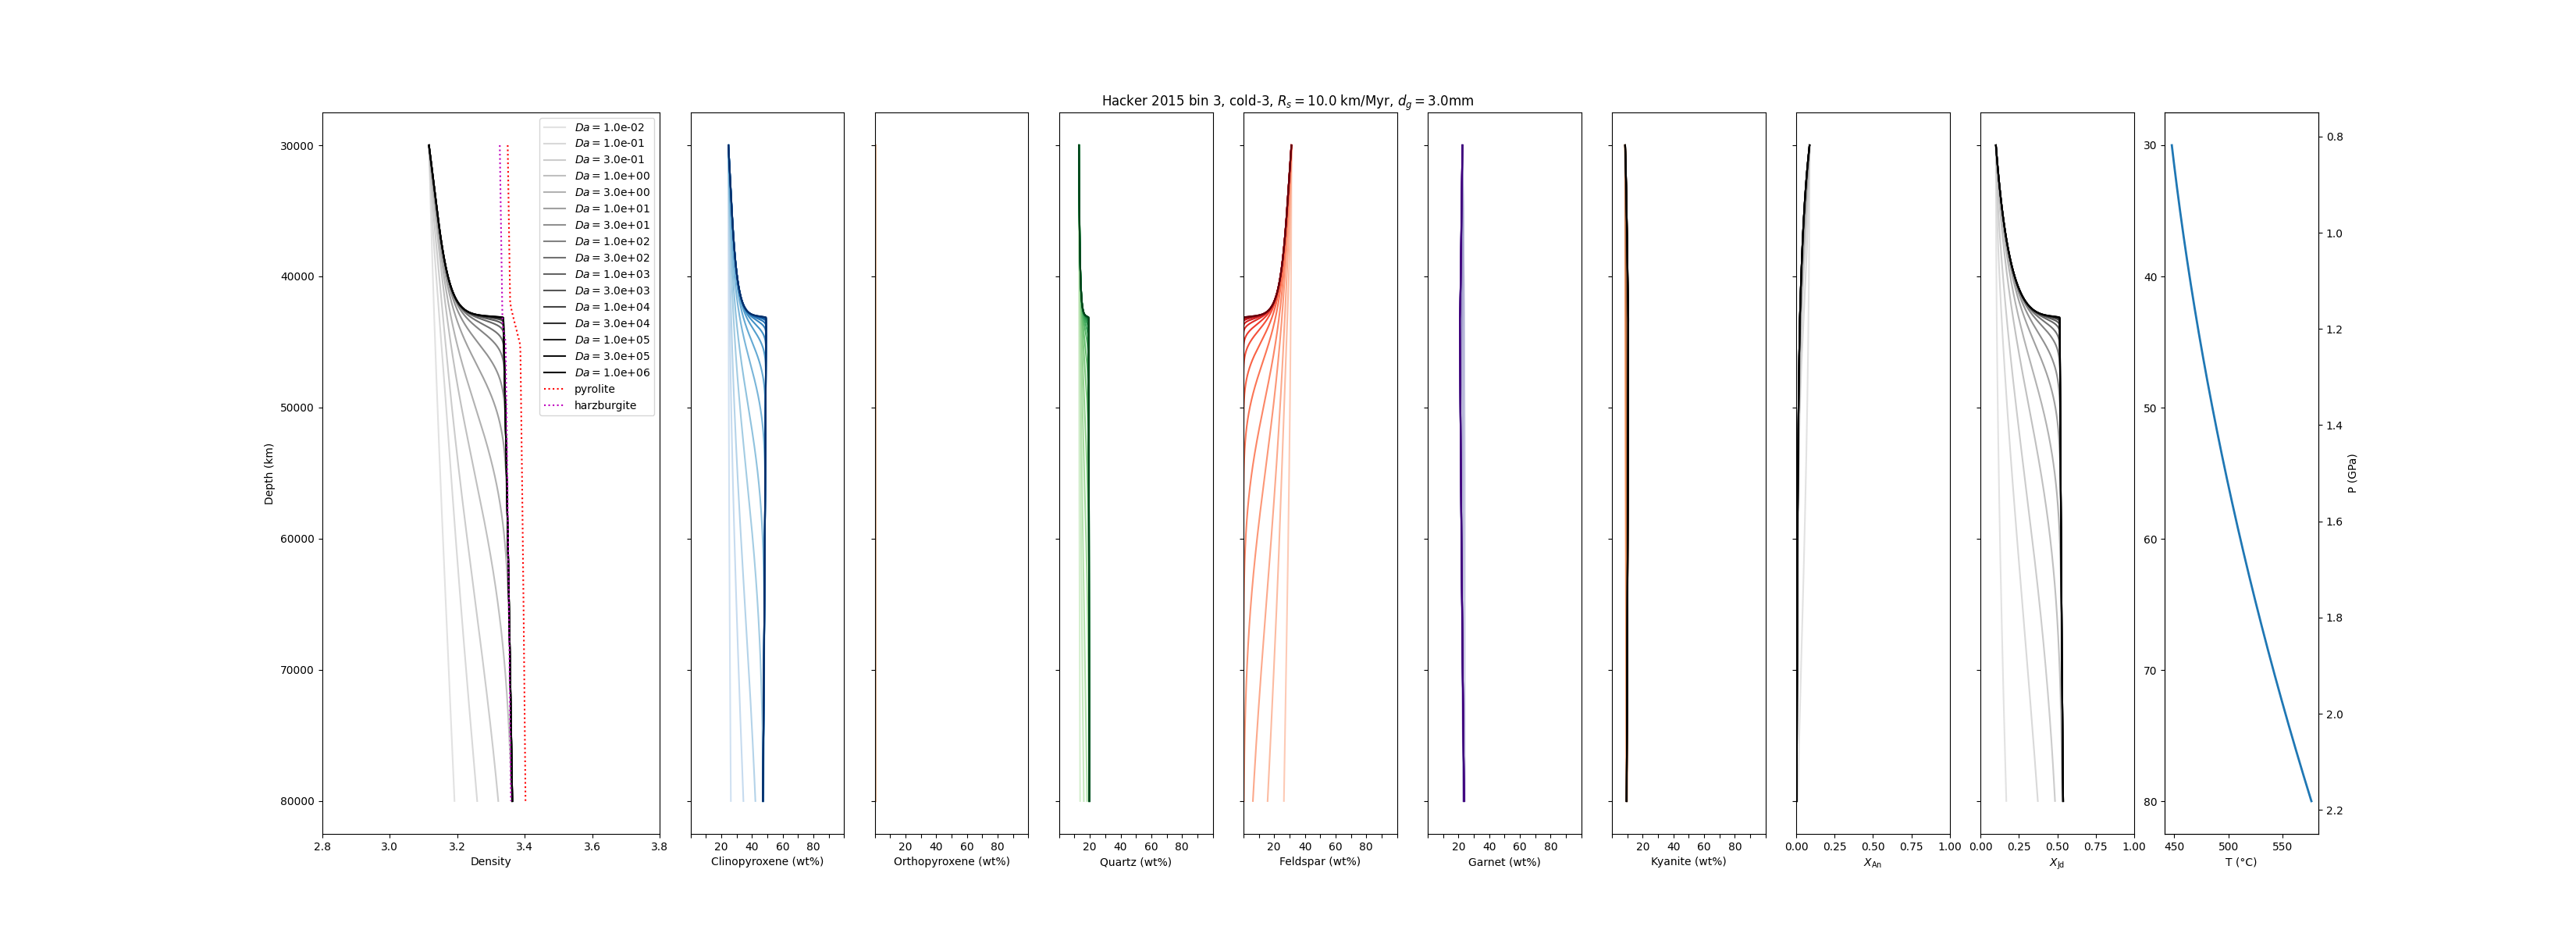 Hacker 2015 bin 3, cold-3, $R_s = 10.0$ km/Myr, $d_g = 3.0$mm
Da = 1.0e-02
Da = 1.0e-01
Da = 3.0e-01
Da = 1.0e+00
Da = 3.0e+00
Da = 1.0e+01
Da = 3.0e+01
Da = 1.0e+02
Da = 3.0e+02
Da = 1.0e+03
Da = 3.0e+03
Da = 1.0e+04
Da = 3.0e+04
Da = 1.0e+05
Da = 3.0e+05
Da = 1.0e+06
pyrolite
harzburgite
Depth (km)
30000
40000
50000
60000
70000
80000
2.8 3.0 3.2 3.4 3.6 3.8
Density
20 40 60 80
Clinopyroxene (wt%)
20 40 60 80
Orthopyroxene (wt%)
20 40 60 80
Quartz (wt%)
20 40 60 80
Feldspar (wt%)
20 40 60 80
Garnet (wt%)
20 40 60 80
Kyanite (wt%)
0.00 0.25 0.50 0.75 1.00
$X_{An}$
0.00 0.25 0.50 0.75 1.00
$X_{Jd}$
30
40
50
60
70
80
450 500 550
T (°C)
0.8
1.0
1.2
1.4
1.6
1.8
2.0
2.2
P (GPa)